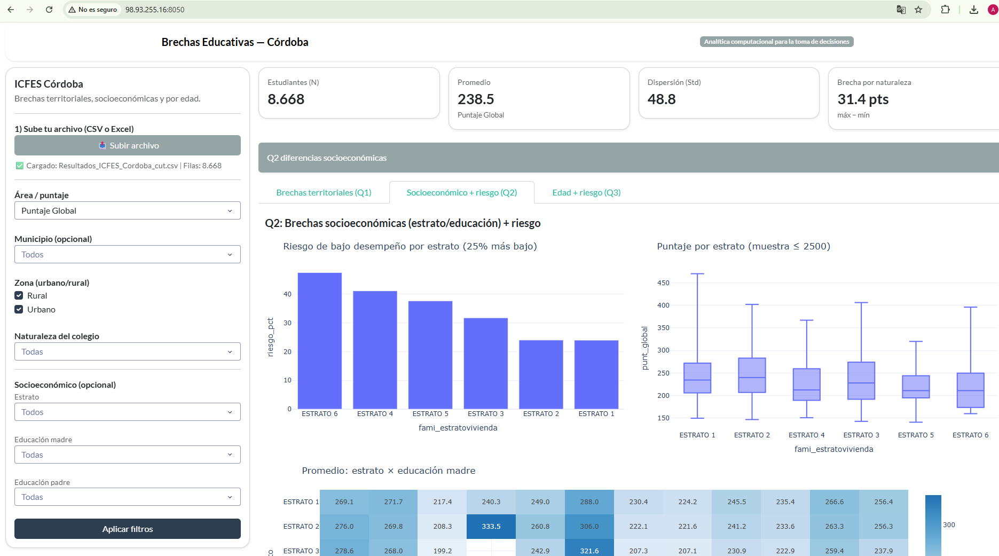 No es seguro 98.93.255.16:8050
A
Brechas Educativas — Córdoba
Analítica computacional para la toma de decisiones
ICFES Córdoba
Brechas territoriales, socioeconómicas y por edad.
1) Sube tu archivo (CSV o Excel)
Subir archivo
Cargado: Resultados_ICFES_Cordoba_cut.csv | Filas: 8.668
Área / puntaje
Puntaje Global
Municipio (opcional)
Todos
Zona (urbano/rural)
Rural
Urbano
Naturaleza del colegio
Todas
Socioeconómico (opcional)
Estrato
Todos
Educación madre
Todas
Educación padre
Todas
Aplicar filtros
Estudiantes (N)
8.668
Promedio
238.5
Puntaje Global
Dispersión (Std)
48.8
Brecha por naturaleza
31.4 pts
máx – mín
Q2 diferencias socioeconómicas
Brechas territoriales (Q1)
Socioeconómico + riesgo (Q2)
Edad + riesgo (Q3)
Q2: Brechas socioeconómicas (estrato/educación) + riesgo
Riesgo de bajo desempeño por estrato (25% más bajo)
riesgo_pct
40
30
20
10
0
ESTRATO 6 ESTRATO 4 ESTRATO 5 ESTRATO 3 ESTRATO 2 ESTRATO 1
fami_estratovivienda
Puntaje por estrato (muestra ≤ 2500)
punt_global
450
400
350
300
250
200
150
ESTRATO 1 ESTRATO 2 ESTRATO 4 ESTRATO 3 ESTRATO 5 ESTRATO 6
fami_estratovivienda
Promedio: estrato × educación madre
ESTRATO 1 269.1 271.7 217.4 240.3 249.0 288.0 230.4 224.2 245.5 235.4 266.6 256.4
ESTRATO 2 276.0 269.8 208.3 333.5 260.8 306.0 222.1 221.6 241.2 233.6 263.3 256.3
ESTRATO 3 278.6 268.0 199.2 242.9 321.6 207.3 207.1 230.9 222.9 259.4 237.9
300